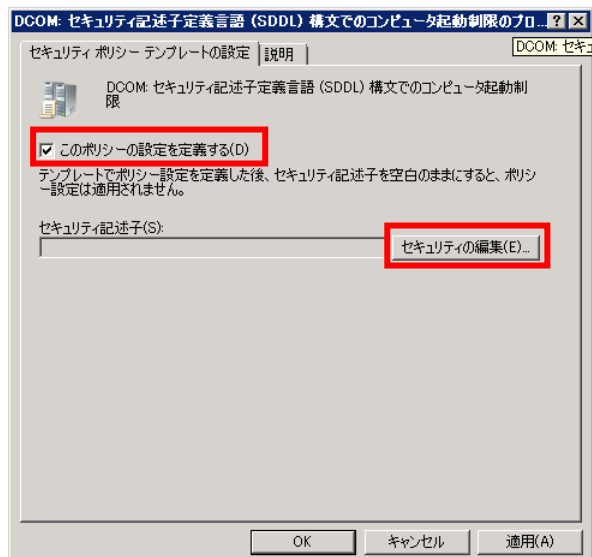 DCOM: セキュリティ記述子定義言語 (SDDL) 構文でのコンピュータ起動制限のプロ...
セキュリティ ポリシー テンプレートの設定 説明
DCOM: セキュ
DCOM: セキュリティ記述子定義言語 (SDDL) 構文でのコンピュータ起動制
限
このポリシーの設定を定義する(D)
テンプレートでポリシー設定を定義した後、セキュリティ記述子を空白のままにすると、ポリシ
ー設定は適用されません。
セキュリティ記述子(S):
セキュリティの編集(E)...
OK キャンセル 適用(A)